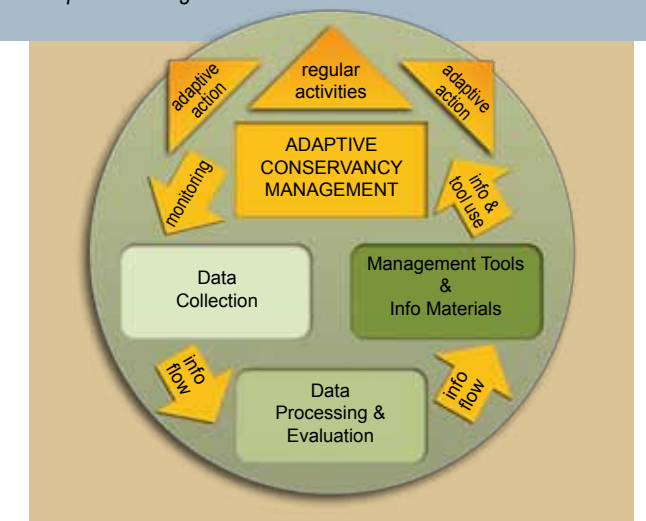 regular
activities
adaptive
action
adaptive
action
ADAPTIVE
CONSERVANCY
MANAGEMENT
monitoring
info &
tool use
Data
Collection
Management Tools
&
Info Materials
info
flow
info
flow
Data
Processing &
Evaluation